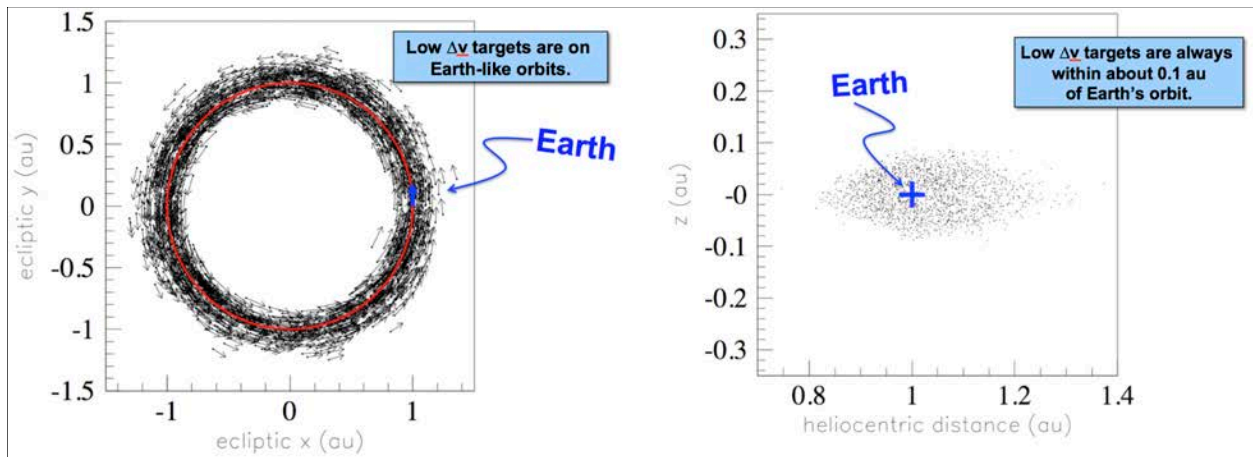 1.5
1
0.5
0
-0.5
-1
-1.5
-1
0
1
ecliptic x (au)
ecliptic y (au)
Low Δv targets are on
Earth-like orbits.
Earth
0.3
0.2
0.1
-0
-0.1
-0.2
-0.3
0.8
1
1.2
1.4
heliocentric distance (au)
z (au)
Low Δv targets are always
within about 0.1 au
of Earth's orbit.
Earth